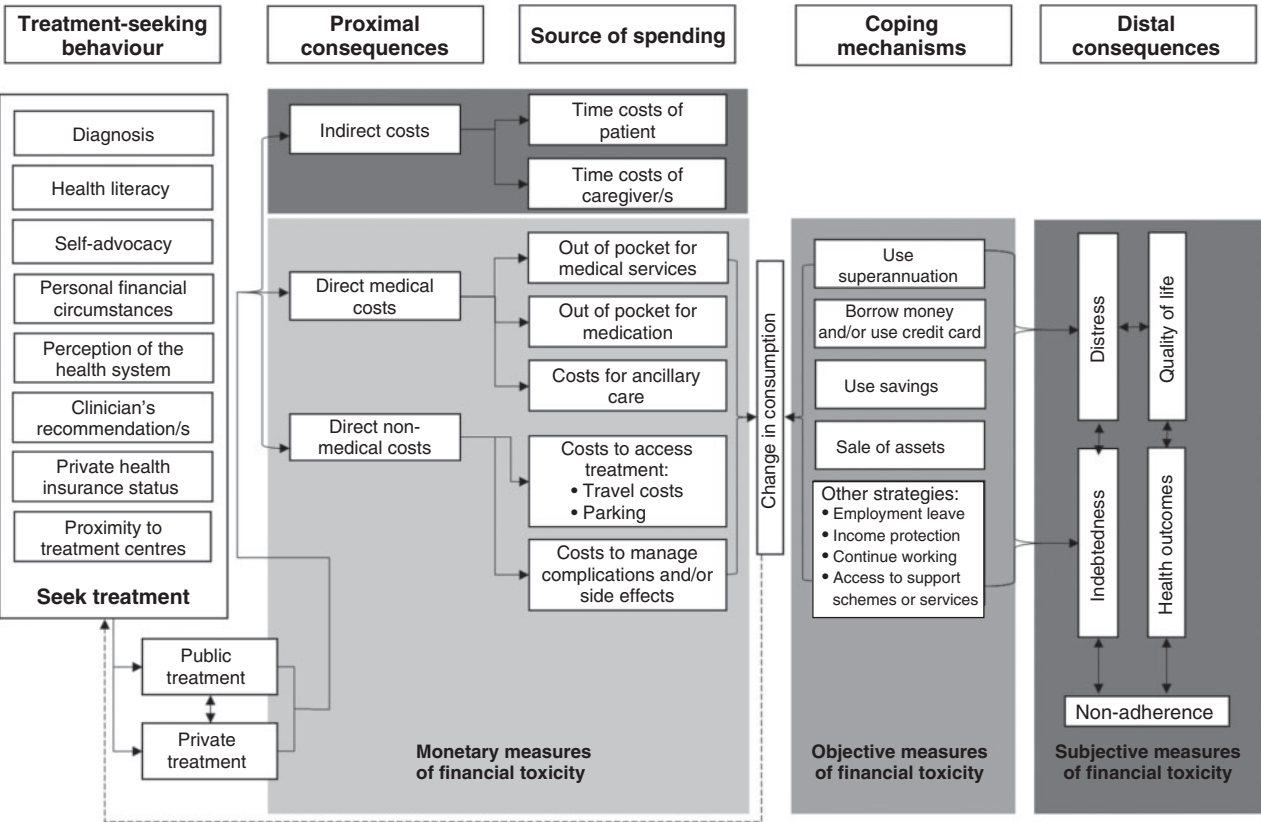 Treatment-seeking
behaviour
Proximal
consequences
Source of spending
Coping
mechanisms
Distal
consequences
Diagnosis
Health literacy
Self-advocacy
Personal financial
circumstances
Perception of the
health system
Clinician's
recommendation/s
Private health
insurance status
Proximity to
treatment centres
Seek treatment
Public
treatment
Private
treatment
Indirect costs
Direct medical
costs
Direct non-
medical costs
Time costs of
patient
Time costs of
caregiver/s
Out of pocket for
medical services
Out of pocket for
medication
Costs for ancillary
care
Costs to access
treatment:
• Travel costs
• Parking
Costs to manage
complications and/or
side effects
Monetary measures
of financial toxicity
Change in consumption
Use
superannuation
Borrow money
and/or use credit card
Use savings
Sale of assets
Other strategies:
• Employment leave
• Income protection
• Continue working
• Access to support
schemes or services
Objective measures
of financial toxicity
Distress
Quality of life
Indebtedness
Health outcomes
Non-adherence
Subjective measures
of financial toxicity